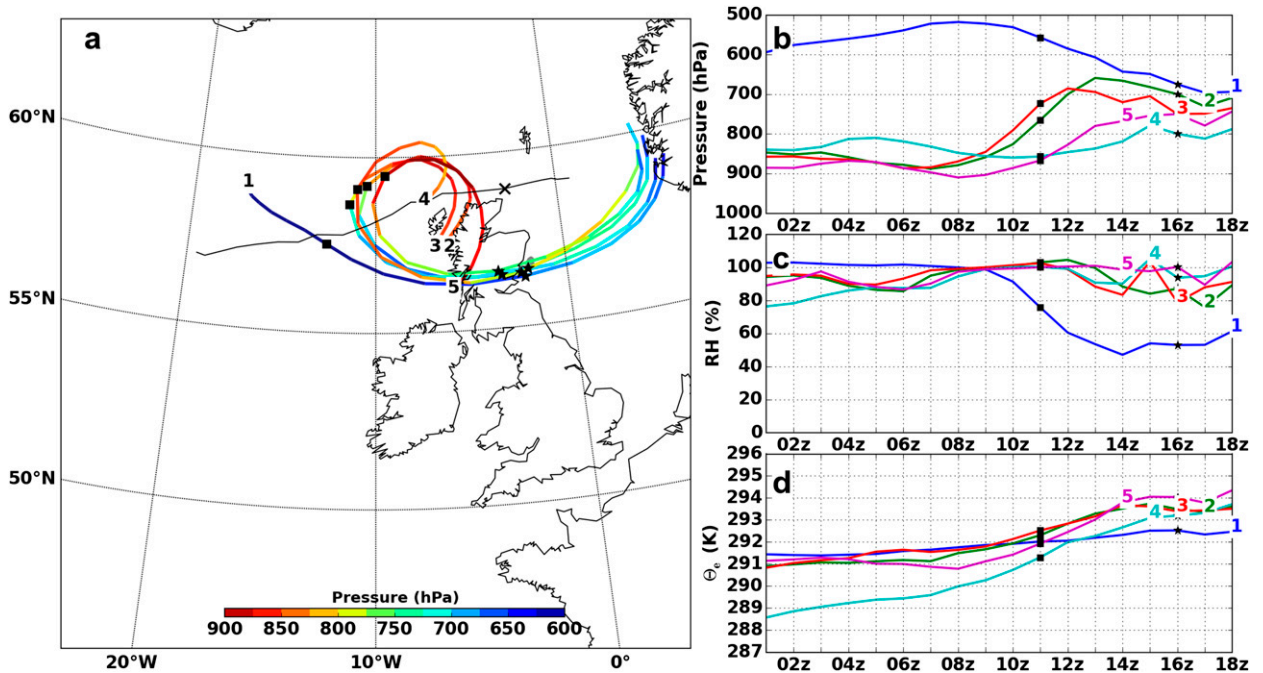 a
60°N
55°N
50°N
20°W
10°W
0°
1
4
3 2
5
Pressure (hPa)
900 850 800 750 700 650 600
b
Pressure (hPa)
500
600
700
800
900
1000
1
2
3
5 4
02z 04z 06z 08z 10z 12z 14z 16z 18z
c
RH (%)
120
100
80
60
40
20
0
4
5
3 2
1
02z 04z 06z 08z 10z 12z 14z 16z 18z
d
Θe (K)
296
295
294
293
292
291
290
289
288
287
5 3 2
4
1
02z 04z 06z 08z 10z 12z 14z 16z 18z